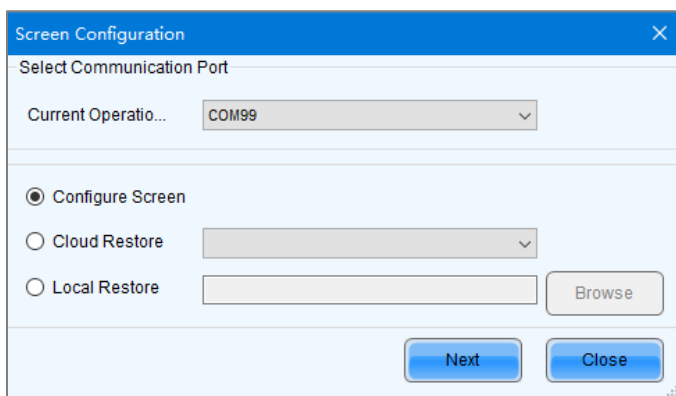 Screen Configuration
Select Communication Port
Current Operatio... COM99
Configure Screen
Cloud Restore
Local Restore Browse
Next Close